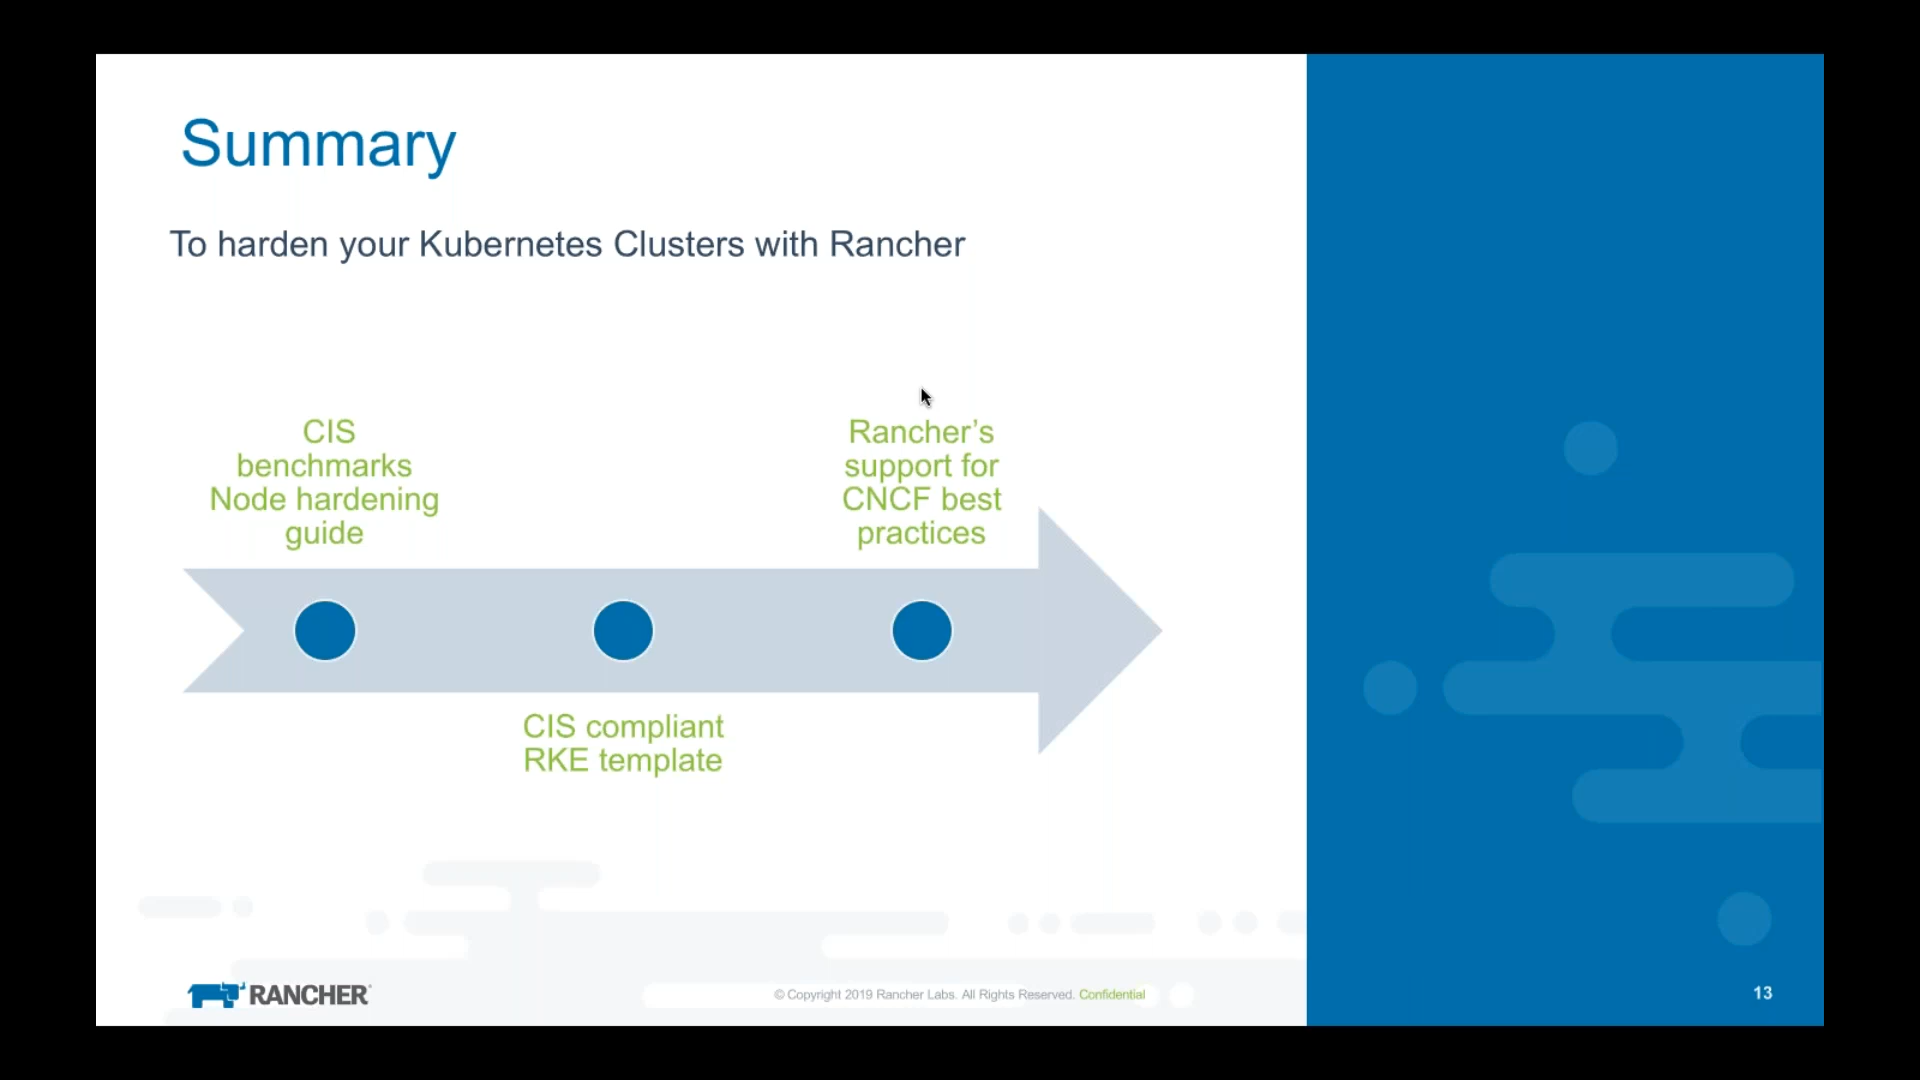 Summary
To harden your Kubernetes Clusters with Rancher
CIS
benchmarks
Node hardening
guide
Rancher’s
support for
CNCF best
practices
CIS compliant
RKE template
RANCHER
© Copyright 2019 Rancher Labs. All Rights Reserved. Confidential
13